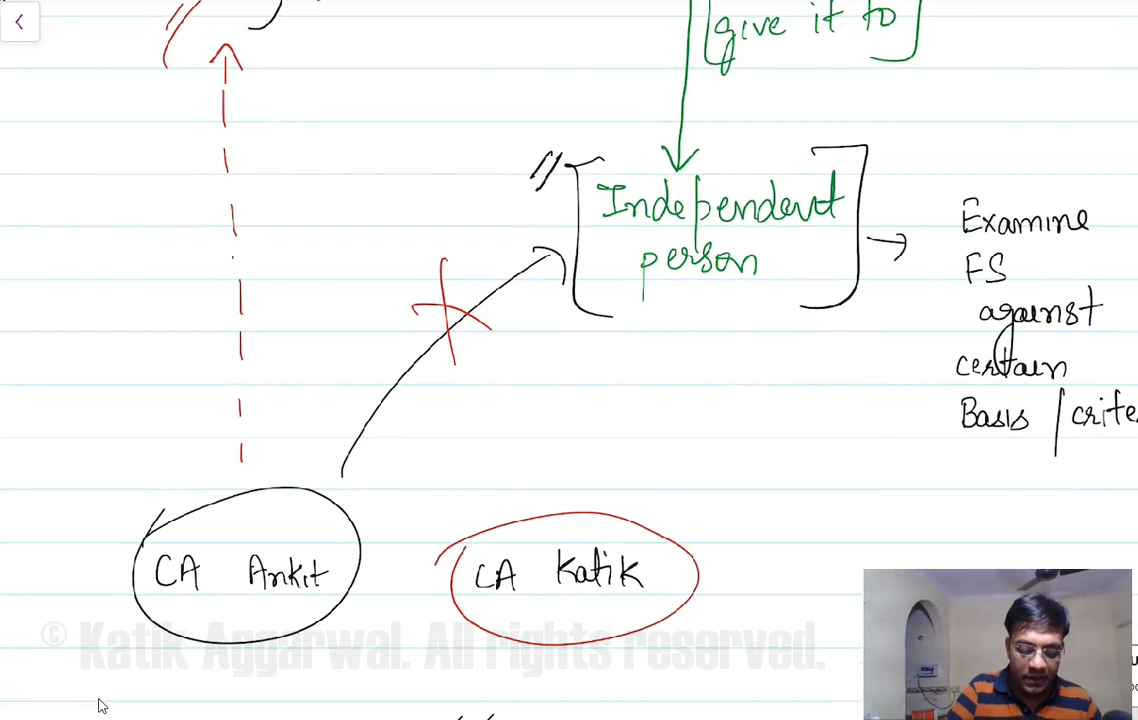 give it to
Independent
person
Examine
FS
against
certain
Basis / crite
CA Ankit
CA Katik
© Katik Aggarwal. All rights reserved.